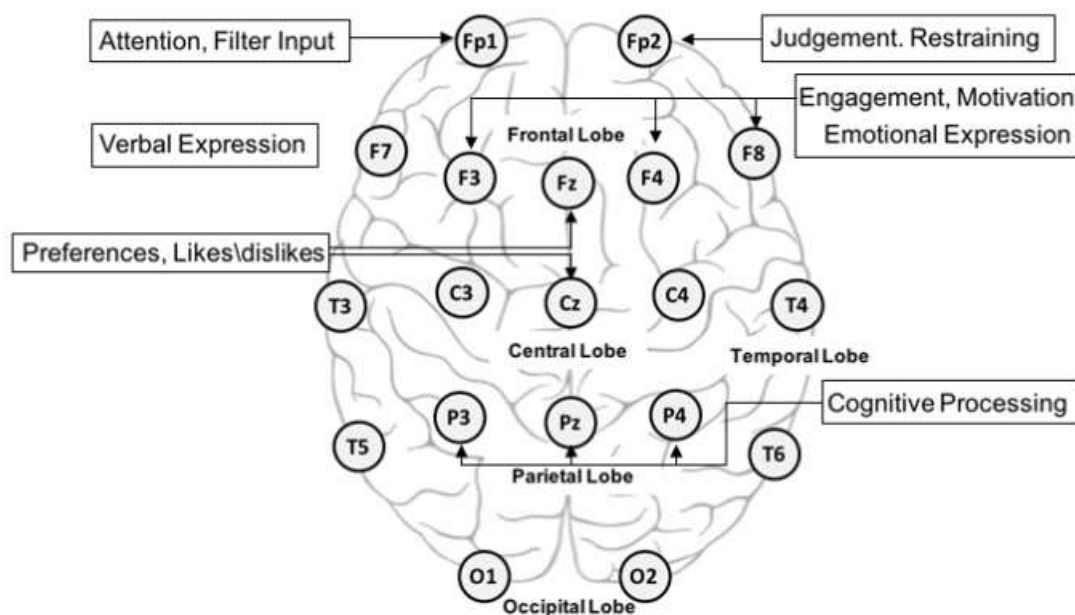 Attention, Filter Input
Fp1
Fp2
Judgement. Restraining
Engagement, Motivation
Emotional Expression
Verbal Expression
Frontal Lobe
F7
F3
Fz
F4
F8
Preferences, Likes\dislikes
T3
C3
Cz
C4
T4
Central Lobe
Temporal Lobe
Cognitive Processing
T5
P3
Pz
P4
T6
Parietal Lobe
O1
O2
Occipital Lobe